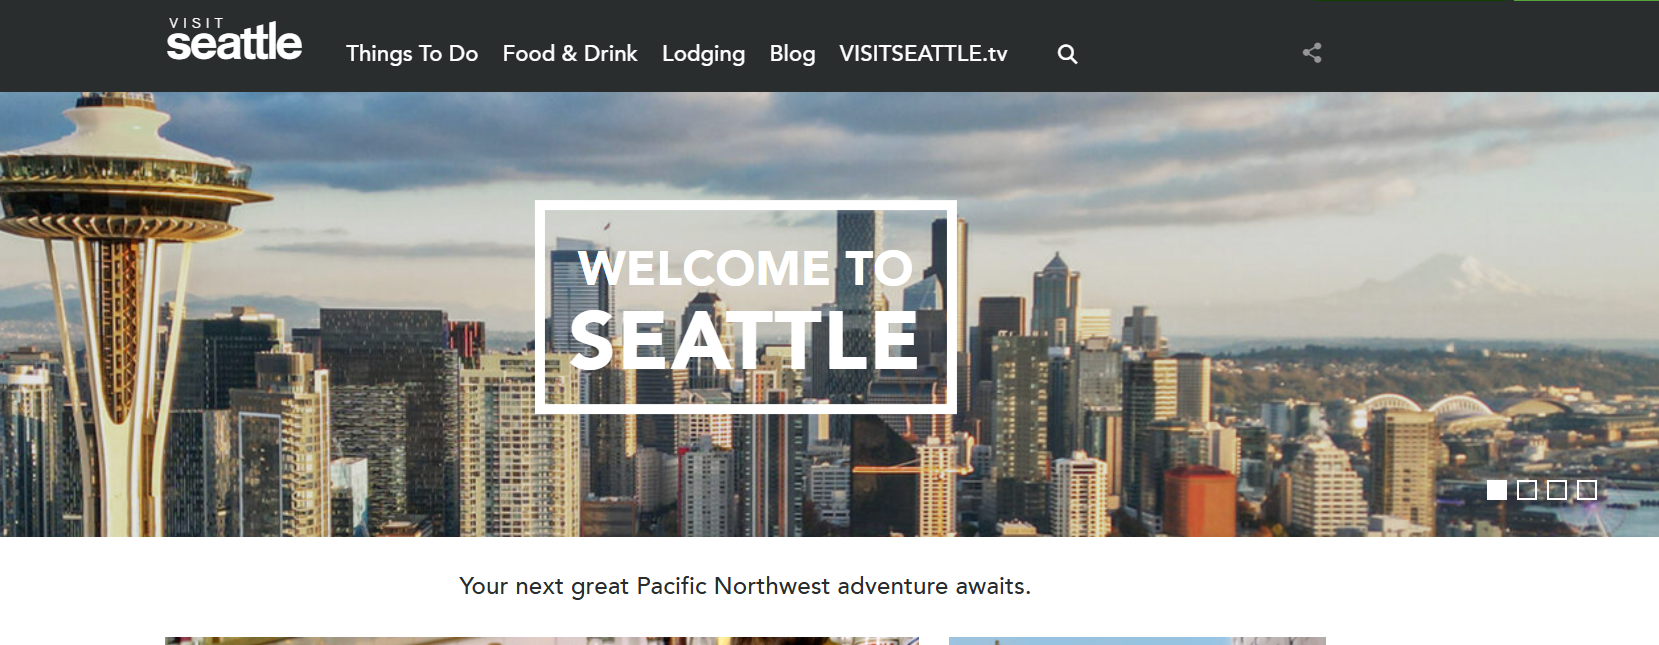 VISIT
seattle
Things To Do Food & Drink Lodging Blog VISITSEATTLE.tv
WELCOME TO
SEATTLE
Your next great Pacific Northwest adventure awaits.